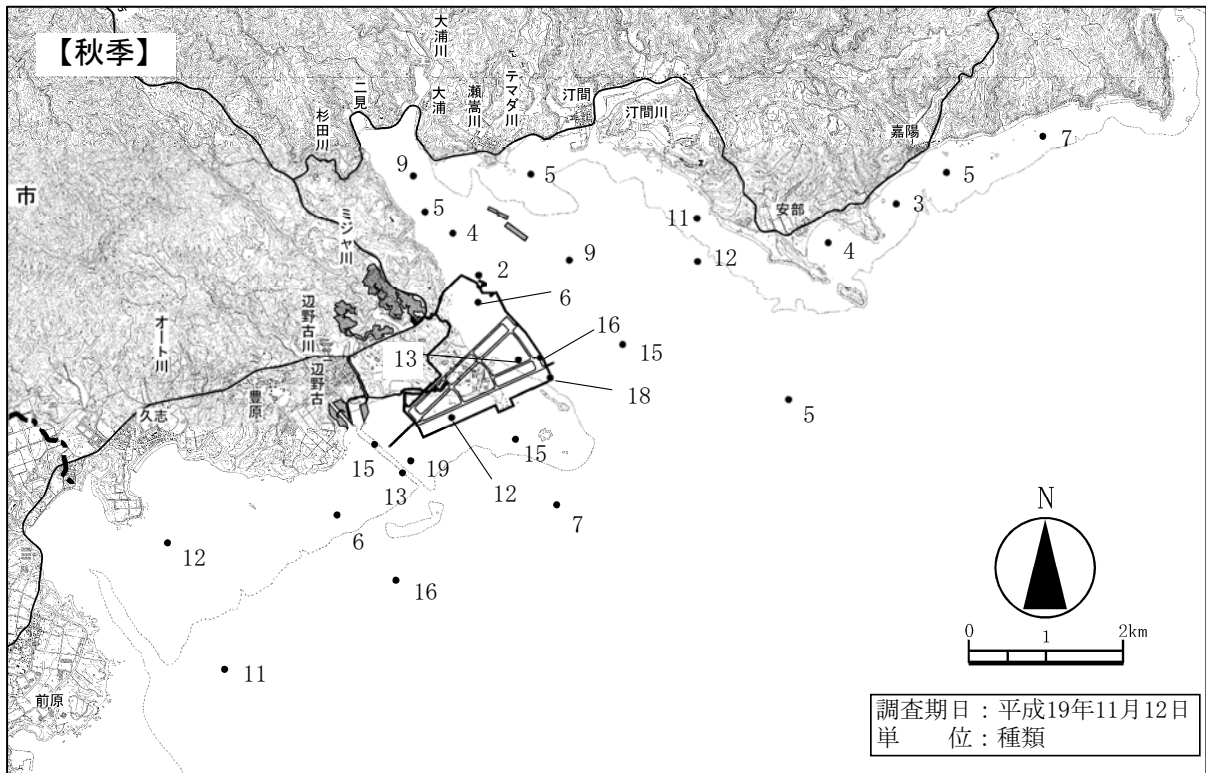 【秋季】
大浦川
大浦
二見
杉田川
瀬嵩川
テマダ川
汀間
汀間川
嘉陽
安部
市
ミジャ川
辺野古川
辺野古
オート川
豊原
久志
前原
7
5
3
4
9
5
5
4
11
12
9
2
6
16
15
13
18
5
15
15
19
13
12
7
6
12
16
11
N
0 1 2km
調査期日：平成19年11月12日
単　　位：種類